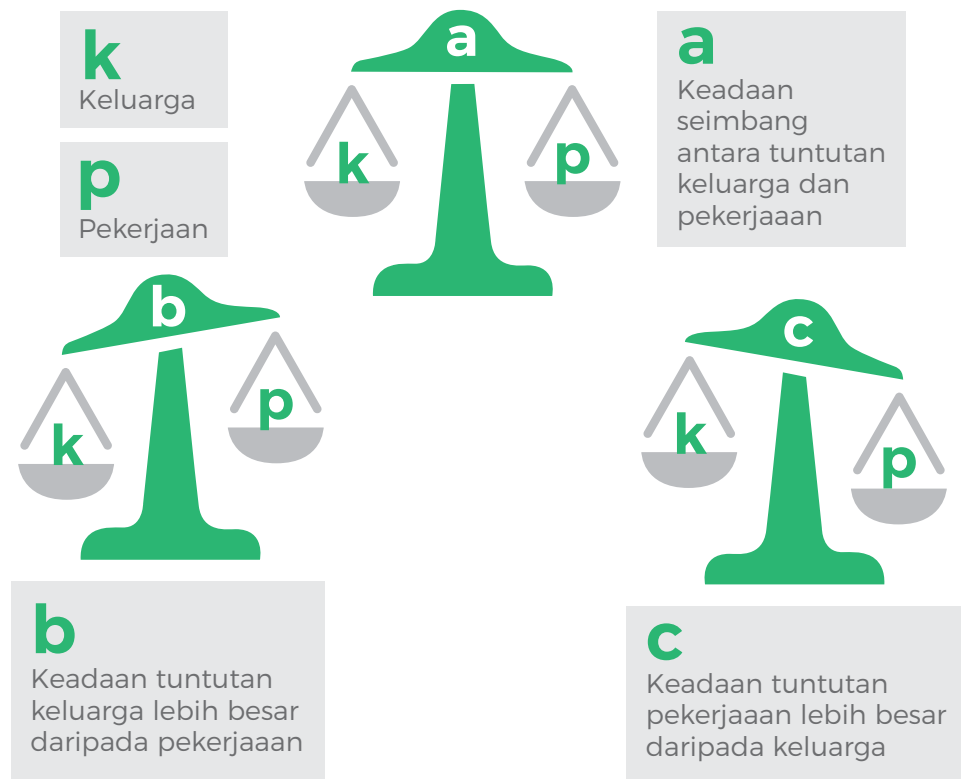 k
Keluarga
p
Pekerjaan
a
k
p
a
Keadaan
seimbang
antara tuntutan
keluarga dan
pekerjaaan
b
k
p
c
k
p
b
Keadaan tuntutan
keluarga lebih besar
daripada pekerjaaan
c
Keadaan tuntutan
pekerjaaan lebih besar
daripada keluarga